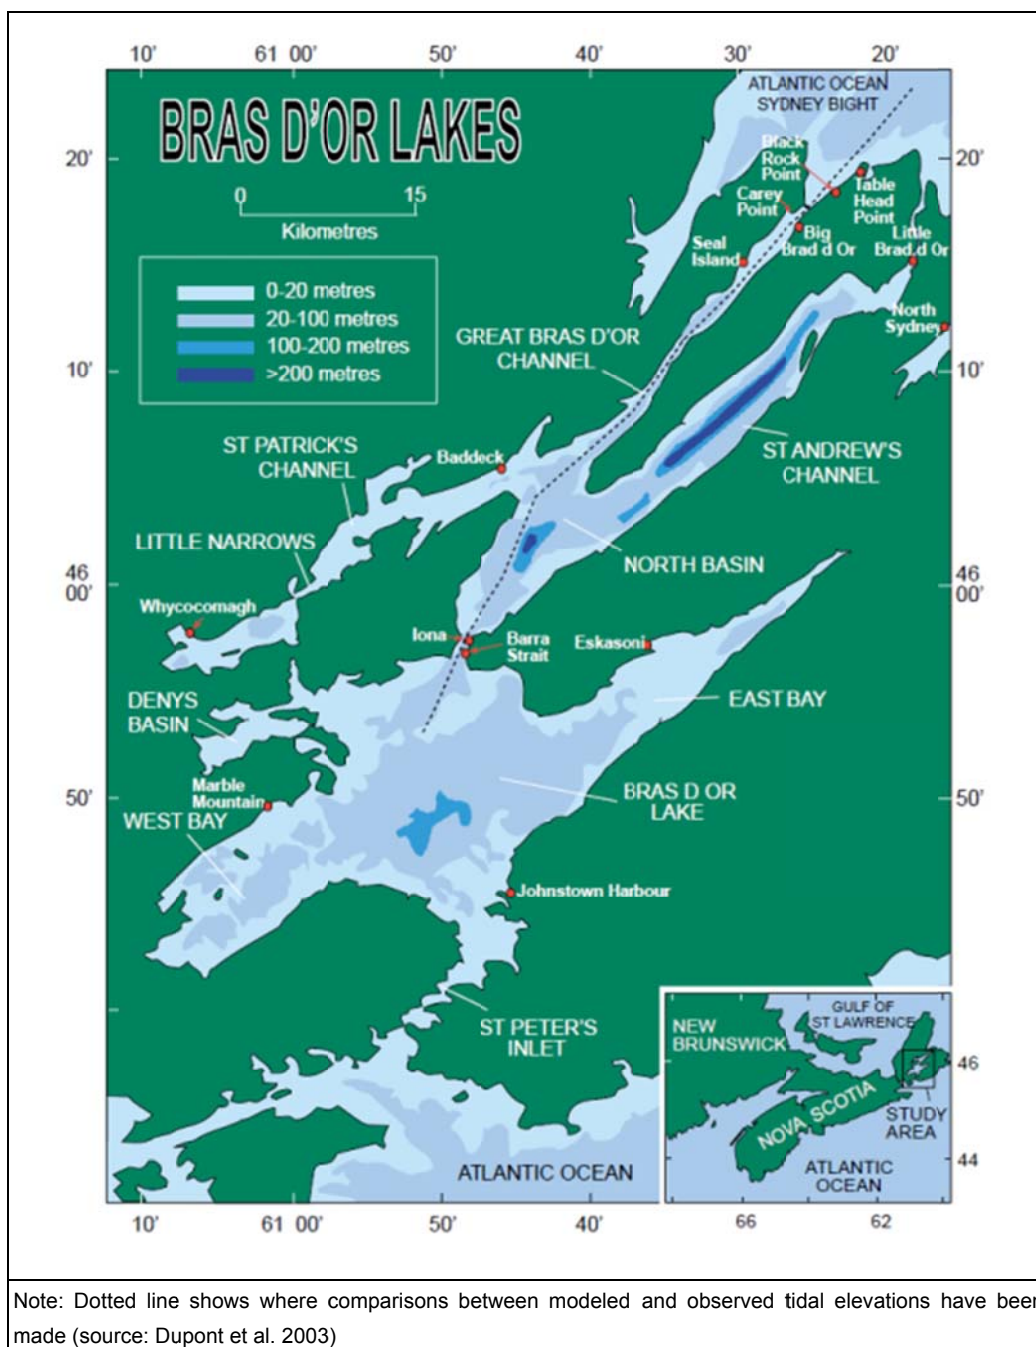 10'
61 00'
50'
40'
30'
20'
BRAS D'OR LAKES
ATLANTIC OCEAN
SYDNEY BIGHT
20'
20'
0
15
Kilometres
Black
Rock
Point
Carey
Point
Table
Head
Point
Seal
Island
Big
Brad d Or
Little
Brad.d Or
North
Sydney
0-20 metres
20-100 metres
100-200 metres
>200 metres
GREAT BRAS D'OR
CHANNEL
10'
10'
ST PATRICK'S
CHANNEL
Baddeck
ST ANDREW'S
CHANNEL
LITTLE NARROWS
NORTH BASIN
46
00'
46
00'
Whycocomagh
Iona
Barra
Strait
Eskasoni
DENYS
BASIN
EAST BAY
Marble
Mountain
50'
50'
WEST BAY
BRAS D OR
LAKE
Johnstown Harbour
ST PETER'S
INLET
ATLANTIC OCEAN
NEW
BRUNSWICK
GULF OF
ST LAWRENCE
NOVA SCOTIA
STUDY
AREA
ATLANTIC
OCEAN
46
44
66
62
10'
61 00'
50'
40'
Note: Dotted line shows where comparisons between modeled and observed tidal elevations have been
made (source: Dupont et al. 2003)